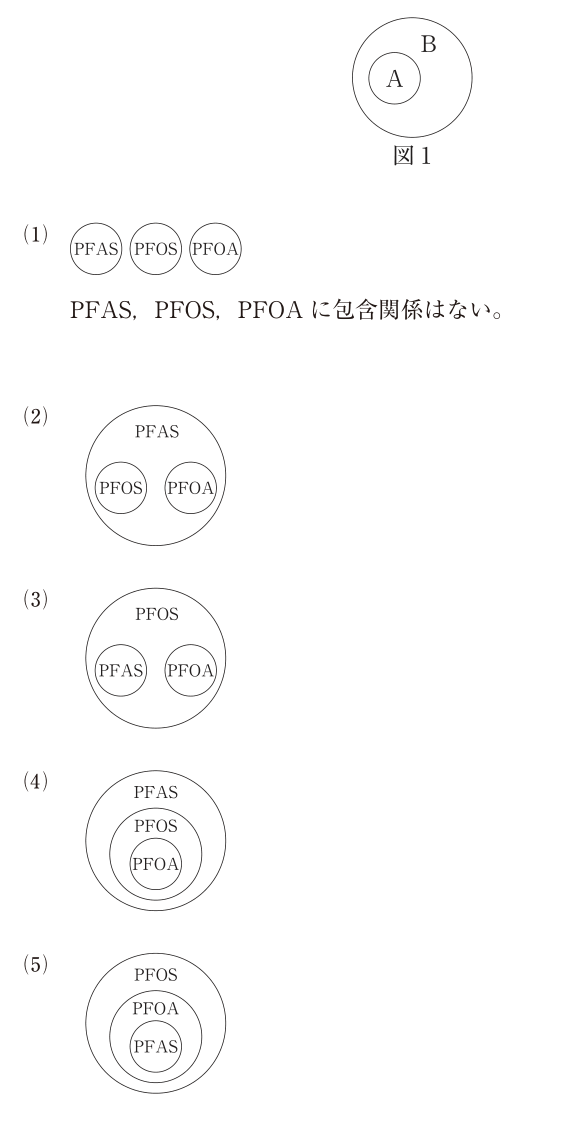 B
A
図 1
(1)
PFAS PFOS PFOA
PFAS, PFOS, PFOA に包含関係はない。
(2)
PFAS
PFOS PFOA
(3)
PFOS
PFAS PFOA
(4)
PFAS
PFOS
PFOA
(5)
PFOS
PFOA
PFAS